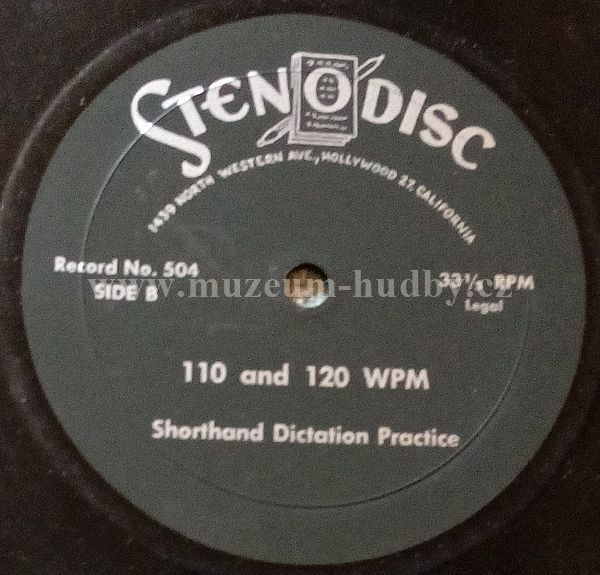 STENODISC
1439 NORTH WESTERN AVE., HOLLYWOOD 27, CALIFORNIA
Record No. 504
SIDE B
33⅓ RPM
Legal
www.muzeum-hudby.cz
110 and 120 WPM
Shorthand Dictation Practice